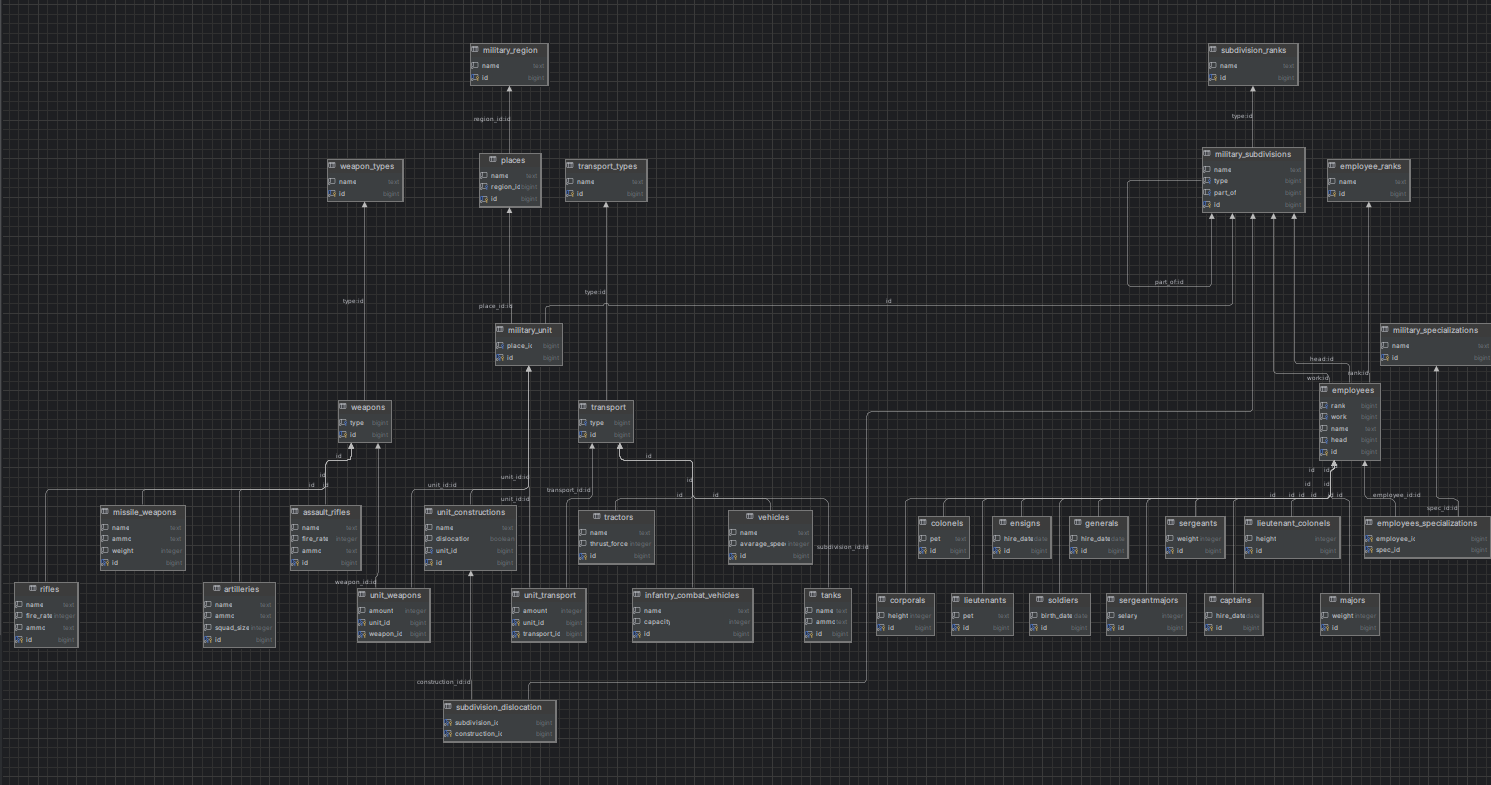 military_region
name text
id bigint
subdivision_ranks
name text
id bigint
region_id:id
type:id
weapon_types
name text
id bigint
places
name text
region_id bigint
id bigint
transport_types
name text
id bigint
military_subdivisions
name text
type bigint
part_of bigint
id bigint
employee_ranks
name text
id bigint
part_of:id
type:id
place_id:id
type:id
id
military_unit
place_id bigint
id bigint
military_specializations
name text
id bigint
head:id
work:id
rank:id
employees
rank bigint
work bigint
name text
head bigint
id bigint
weapons
type bigint
id bigint
transport
type bigint
id bigint
id
id
id
id
id
unit_id:id
unit_id:id
unit_id:id
transport_id:id
id
id
id
id
id
id
id
id
id
id
id
id
employee_id:id
spec_id:id
missile_weapons
name text
ammc text
weight integer
id bigint
assault_rifles
name text
fire_rate integer
ammc text
id bigint
unit_constructions
name text
dislocation boolean
unit_id bigint
id bigint
tractors
name text
thrust_force integer
id bigint
vehicles
name text
avarage_speed integer
id bigint
subdivision_id:id
colonels
pet text
id bigint
ensigns
hire_date date
id bigint
generals
hire_date date
id bigint
sergeants
weight integer
id bigint
lieutenant_colonels
height integer
id bigint
employees_specializations
employee_id bigint
spec_id bigint
weapon_id:id
rifles
name text
fire_rate integer
ammc text
id bigint
artilleries
name text
ammc text
squad_size integer
id bigint
unit_weapons
amount integer
unit_id bigint
weapon_id bigint
unit_transport
amount integer
unit_id bigint
transport_id bigint
infantry_combat_vehicles
name text
capacity integer
id bigint
tanks
name text
ammc text
id bigint
corporals
height integer
id bigint
lieutenants
pet text
id bigint
soldiers
birth_date date
id bigint
sergeantmajors
selary integer
id bigint
captains
hire_date date
id bigint
majors
weight integer
id bigint
construction_id:id
subdivision_dislocation
subdivision_id bigint
construction_id bigint